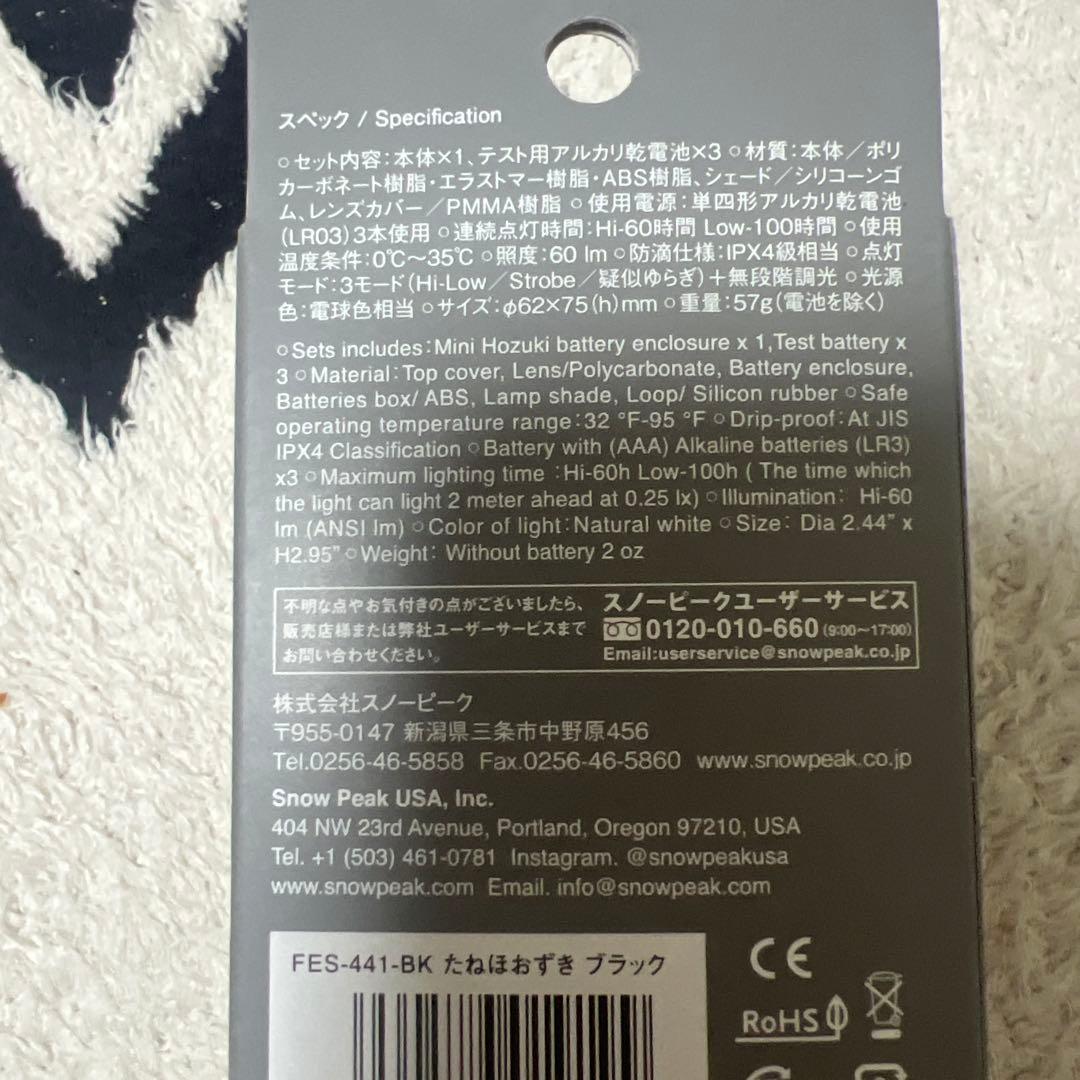 スペック / Specification
○セット内容：本体×1、テスト用アルカリ乾電池×3 ○材質：本体／ポリ
カーボネート樹脂・エラストマー樹脂・ABS樹脂、シェード／シリコーンゴ
ム、レンズカバー／PMMA樹脂 ○使用電源：単四形アルカリ乾電池
(LR03)3本使用 ○連続点灯時間：Hi-60時間 Low-100時間 ○使用
温度条件：0℃〜35℃ ○照度：60 lm ○防滴仕様：IPX4級相当 ○点灯
モード：3モード(Hi-Low／Strobe／疑似ゆらぎ)＋無段階調光 ○光源
色：電球色相当 ○サイズ：φ62×75(h)mm ○重量：57g(電池を除く)
○Sets includes：Mini Hozuki battery enclosure x 1,Test battery x
3 ○Material：Top cover, Lens/Polycarbonate, Battery enclosure,
Batteries box/ ABS, Lamp shade, Loop/ Silicon rubber ○Safe
operating temperature range：32 °F-95 °F ○Drip-proof：At JIS
IPX4 Classification ○Battery with (AAA) Alkaline batteries (LR3)
x3 ○Maximum lighting time ：Hi-60h Low-100h ( The time which
the light can light 2 meter ahead at 0.25 lx) ○Illumination： Hi-60
lm (ANSI lm) ○Color of light：Natural white ○Size： Dia 2.44” x
H2.95” ○Weight： Without battery 2 oz
不明な点やお気付きの点がございましたら、
販売店様または弊社ユーザーサービスまで
お問い合わせください。
スノーピークユーザーサービス
0120-010-660 (9:00〜17:00)
Email:userservice@snowpeak.co.jp
株式会社スノーピーク
〒955-0147 新潟県三条市中野原456
Tel.0256-46-5858 Fax.0256-46-5860 www.snowpeak.co.jp
Snow Peak USA, Inc.
404 NW 23rd Avenue, Portland, Oregon 97210, USA
Tel. +1 (503) 461-0781 Instagram. @snowpeakusa
www.snowpeak.com Email. info@snowpeak.com
FES-441-BK たねほおずき ブラック
CE
RoHS